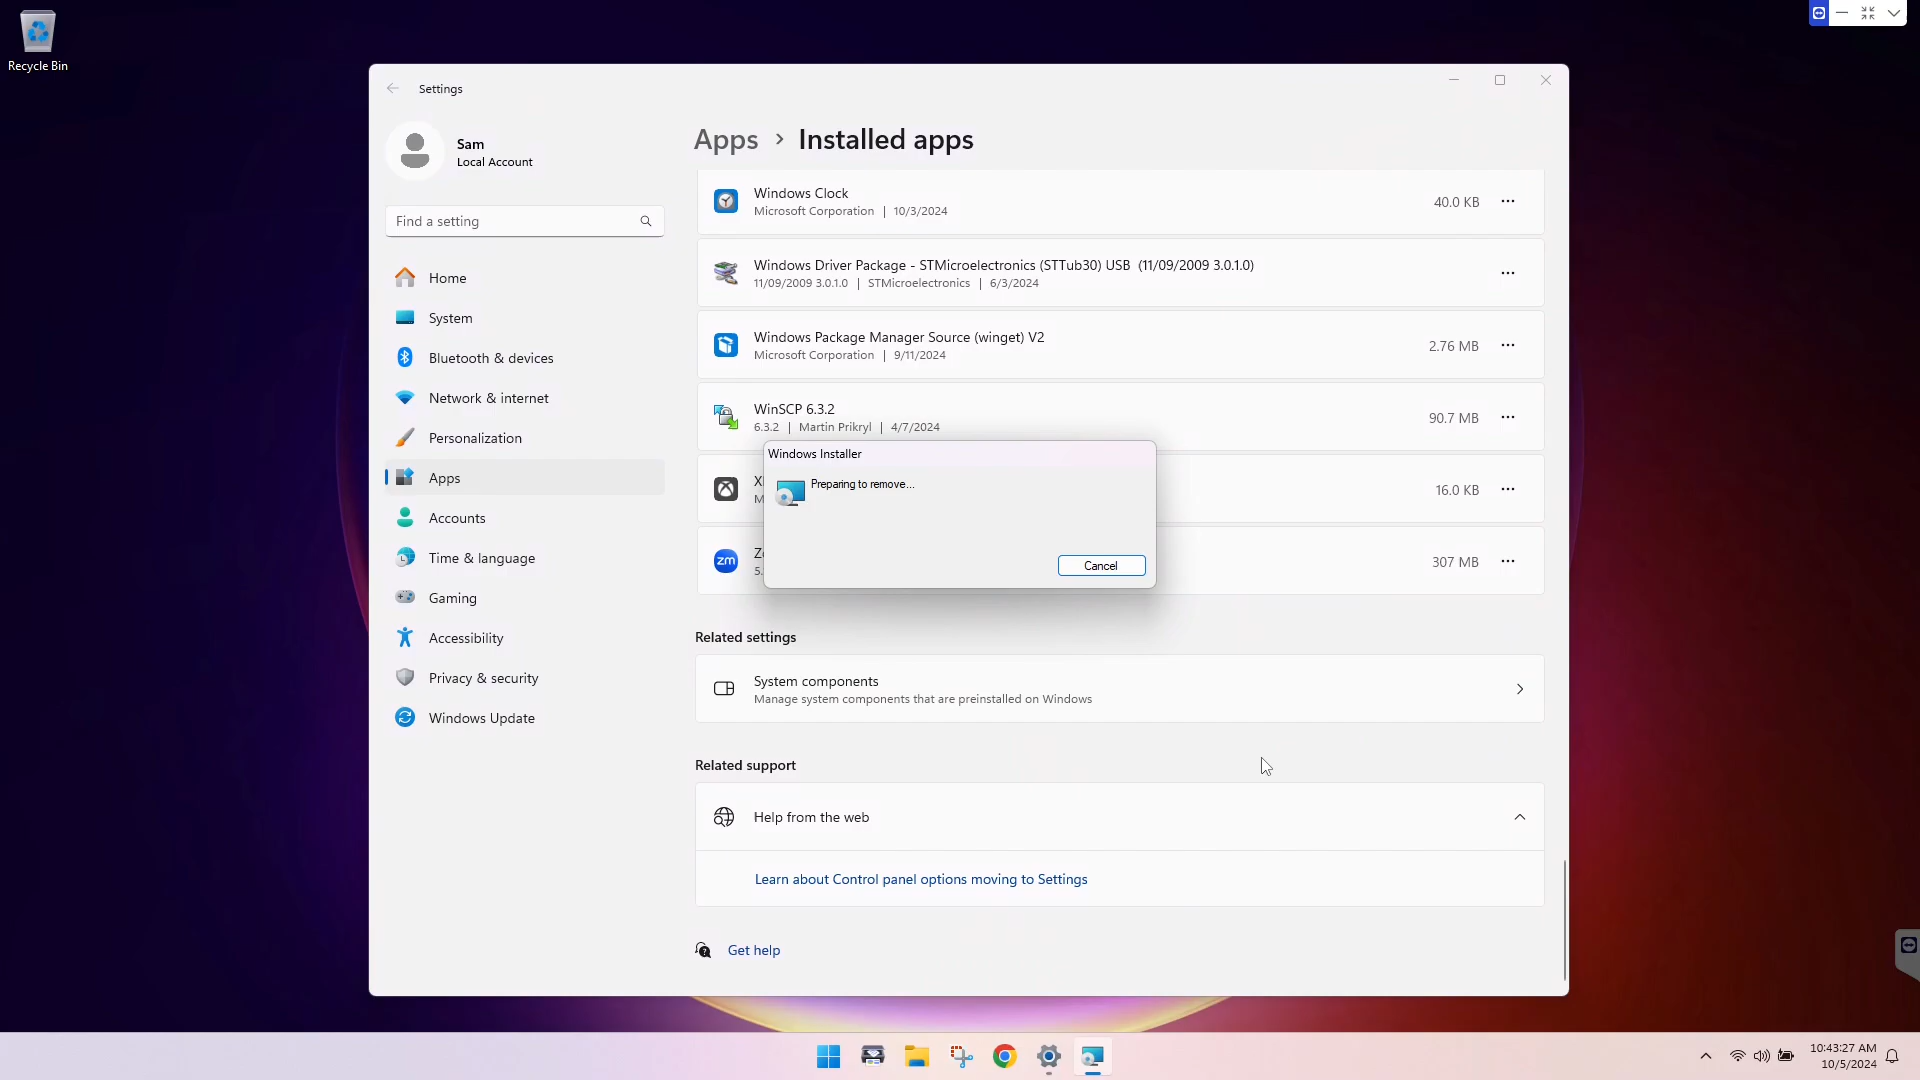 Recycle Bin
Settings
Sam
Local Account
Find a setting
Home
System
Bluetooth & devices
Network & internet
Personalization
Apps
Accounts
Time & language
Gaming
Accessibility
Privacy & security
Windows Update
Apps > Installed apps
Windows Clock
Microsoft Corporation | 10/3/2024
40.0 KB
Windows Driver Package - STMicroelectronics (STTub30) USB (11/09/2009 3.0.1.0)
11/09/2009 3.0.1.0 | STMicroelectronics | 6/3/2024
Windows Package Manager Source (winget) V2
Microsoft Corporation | 9/11/2024
2.76 MB
WinSCP 6.3.2
6.3.2 | Martin Prikryl | 4/7/2024
90.7 MB
Windows Installer
Preparing to remove...
Cancel
X
M
16.0 KB
zm
Z
5.
307 MB
Related settings
System components
Manage system components that are preinstalled on Windows
Related support
Help from the web
Learn about Control panel options moving to Settings
Get help
10:43:27 AM
10/5/2024